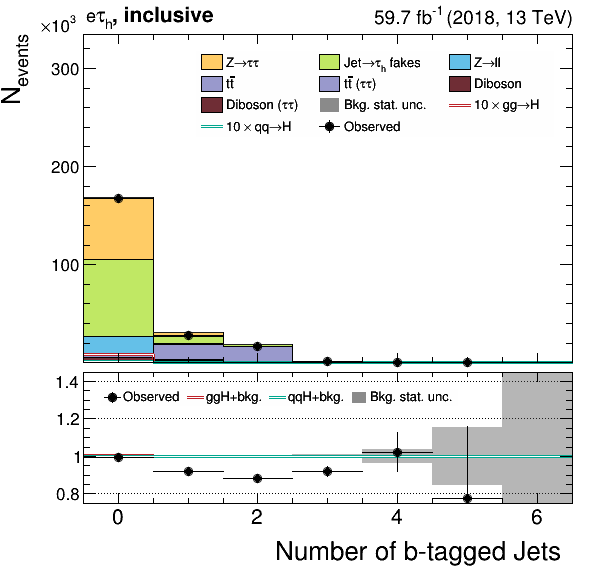 ×10³ eτₕ, inclusive 59.7 fb⁻¹ (2018, 13 TeV)
N_events
300
200
100
Z→ττ Jet→τₕ fakes Z→ll
tt̄ tt̄ (ττ) Diboson
Diboson (ττ) Bkg. stat. unc. 10 × gg→H
10 × qq→H Observed
1.4
1.2
1
0.8
Observed ggH+bkg. qqH+bkg. Bkg. stat. unc.
0 2 4 6
Number of b-tagged Jets